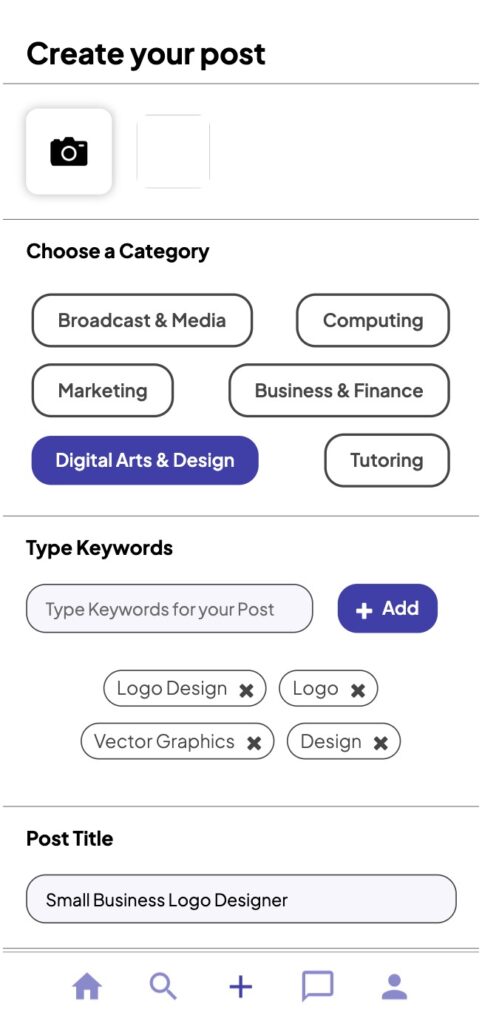 Create your post
Choose a Category
Broadcast & Media
Computing
Marketing
Business & Finance
Digital Arts & Design
Tutoring
Type Keywords
Type Keywords for your Post
+ Add
Logo Design ✖
Logo ✖
Vector Graphics ✖
Design ✖
Post Title
Small Business Logo Designer